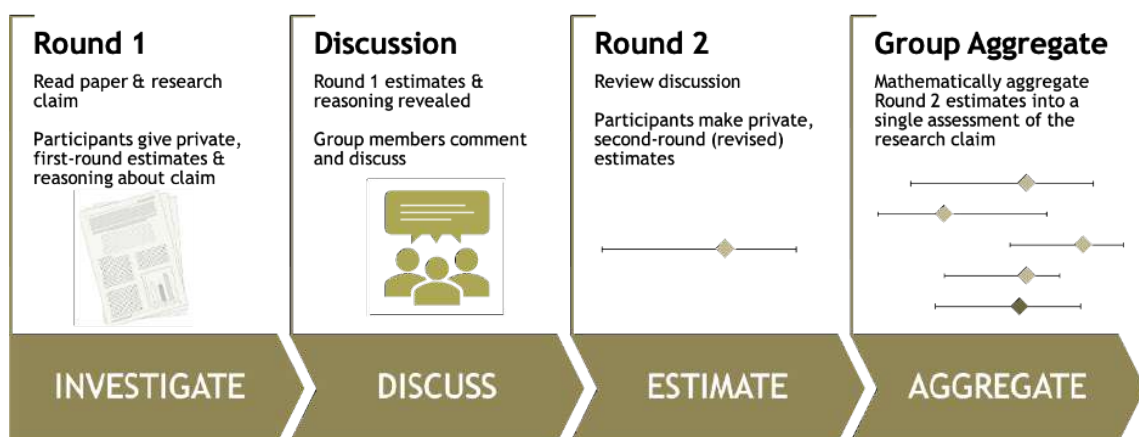 Round 1
Read paper & research
claim
Participants give private,
first-round estimates &
reasoning about claim
Discussion
Round 1 estimates &
reasoning revealed
Group members comment
and discuss
Round 2
Review discussion
Participants make private,
second-round (revised)
estimates
Group Aggregate
Mathematically aggregate
Round 2 estimates into a
single assessment of the
research claim
INVESTIGATE
DISCUSS
ESTIMATE
AGGREGATE